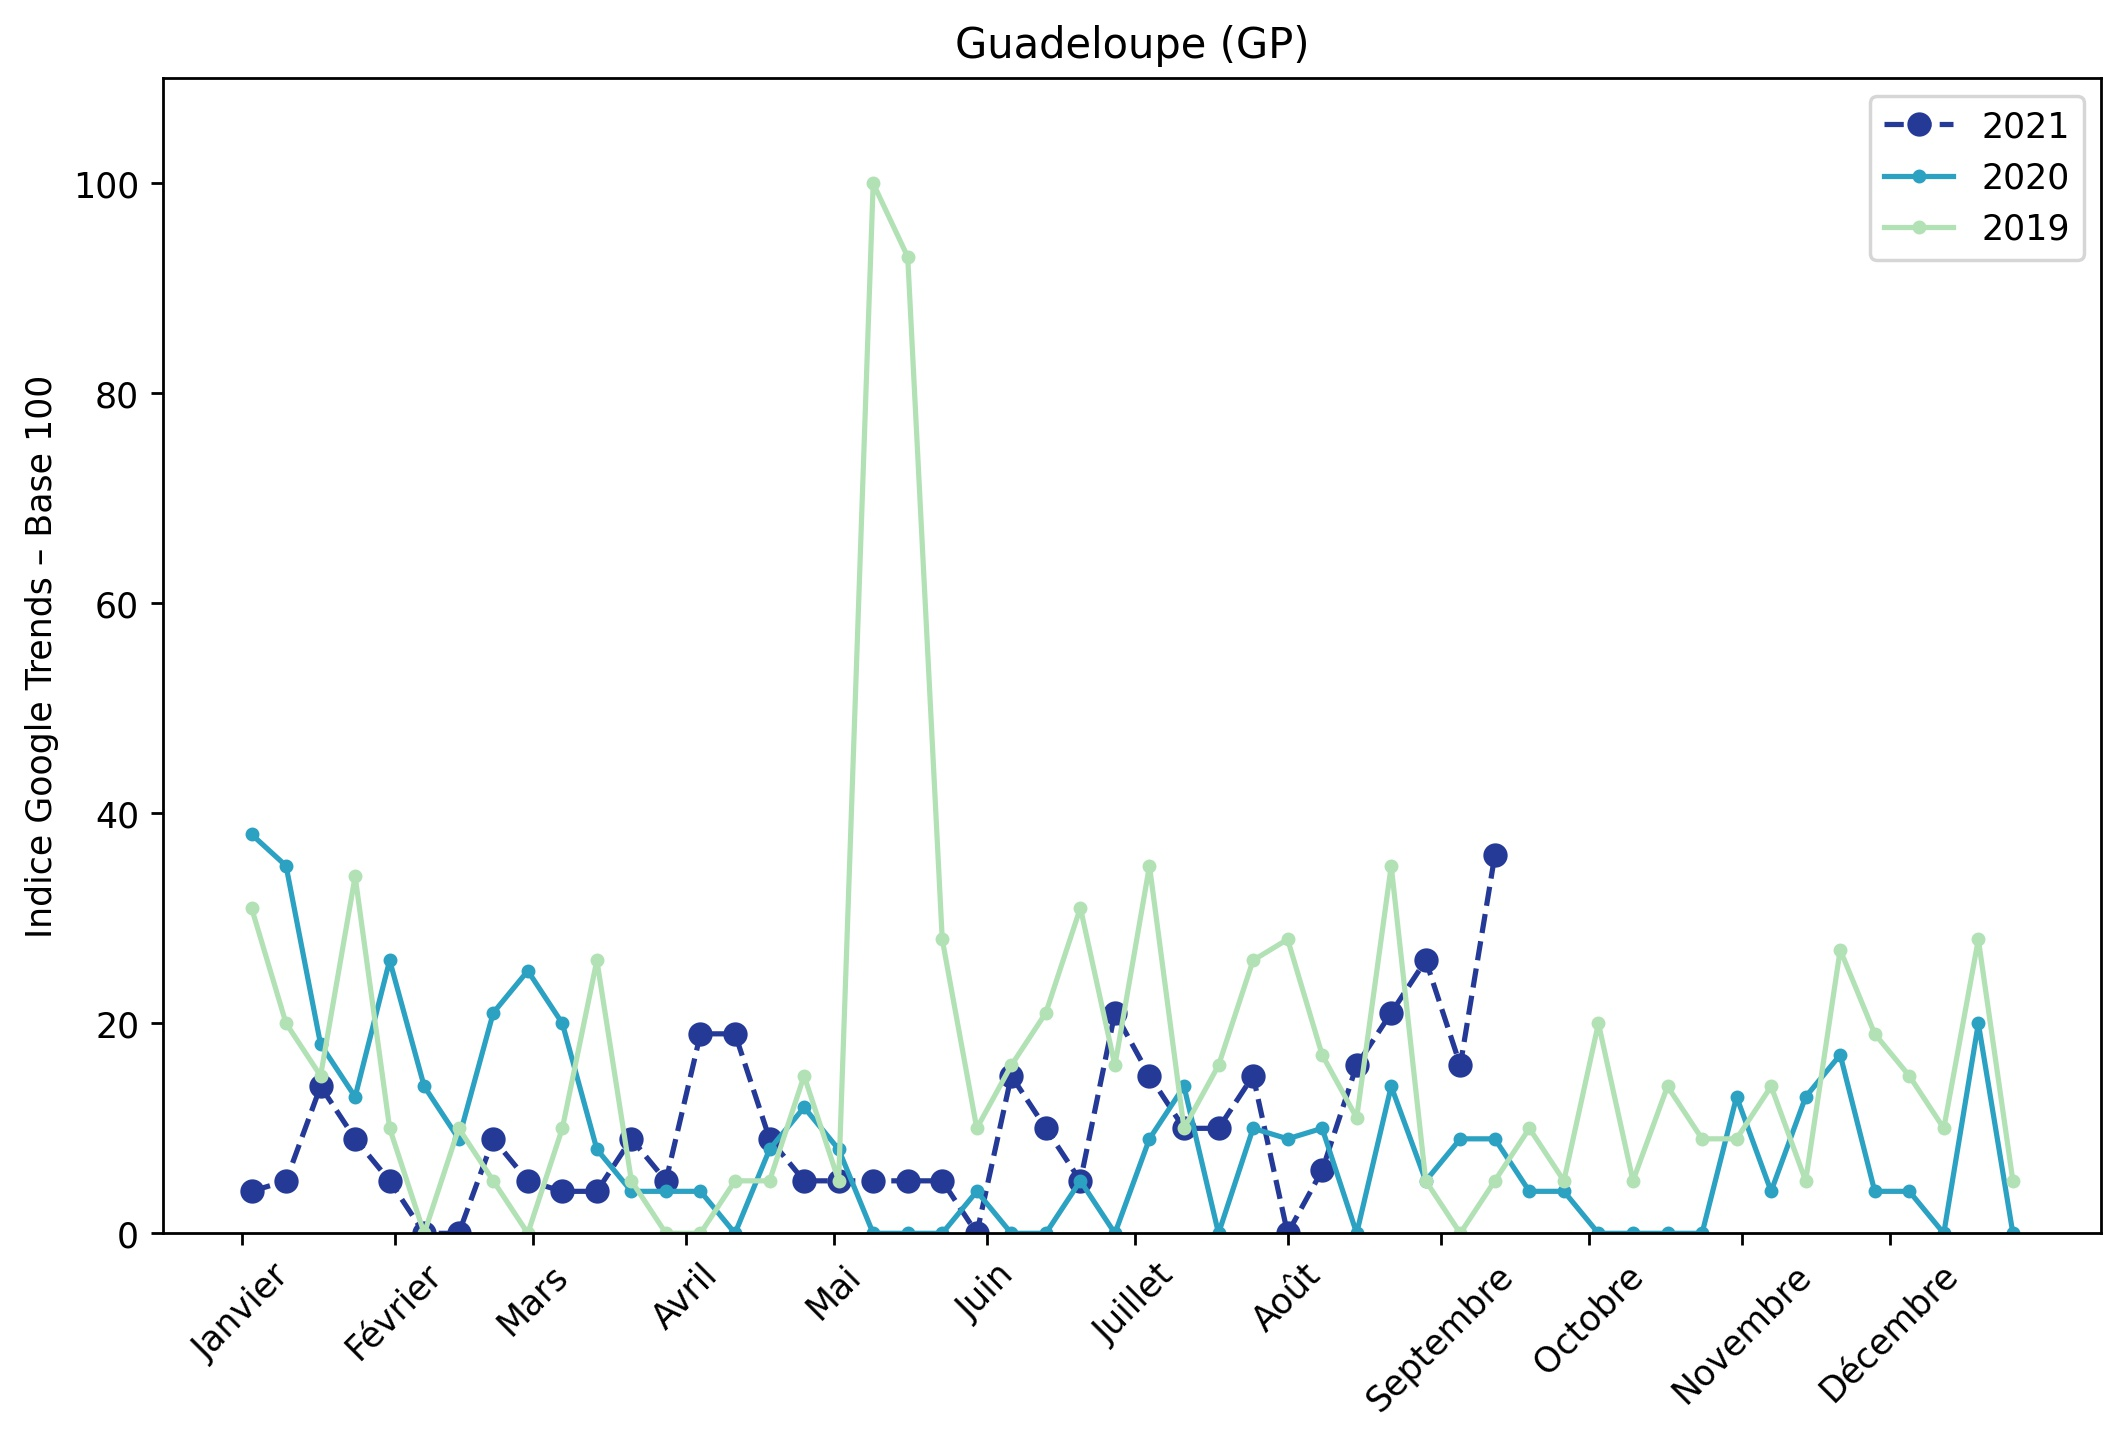 Guadeloupe (GP)
Indice Google Trends – Base 100
100
80
60
40
20
0
2021
2020
2019
Janvier
Février
Mars
Avril
Mai
Juin
Juillet
Août
Septembre
Octobre
Novembre
Décembre